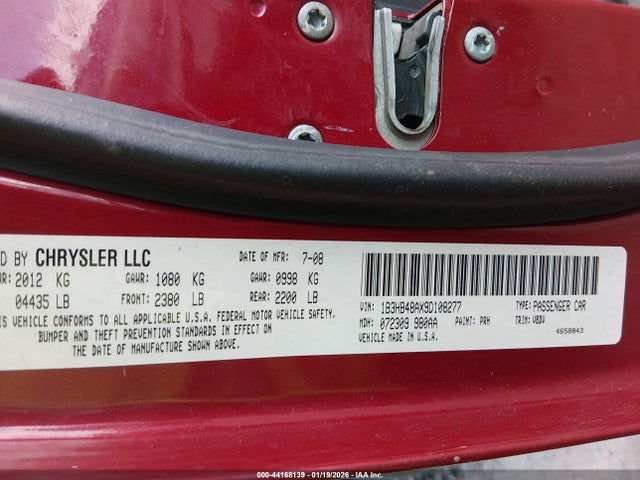 D BY CHRYSLER LLC DATE OF MFR: 7-08
WR: 2012 KG GAWR: 1080 KG GAWR: 0998 KG
04435 LB FRONT: 2380 LB REAR: 2200 LB
IS VEHICLE CONFORMS TO ALL APPLICABLE U.S.A. FEDERAL MOTOR VEHICLE SAFETY,
BUMPER AND THEFT PREVENTION STANDARDS IN EFFECT ON
THE DATE OF MANUFACTURE SHOWN ABOVE.
VIN: 1B3HB48AX9D108277 TYPE: PASSENGER CAR
MDH: 072309 980AA PAINT: PRH TRIM: VBDV
VEHICLE MADE IN U.S.A. 4658843
000-44168139 - 01/19/2026 - IAA Inc.